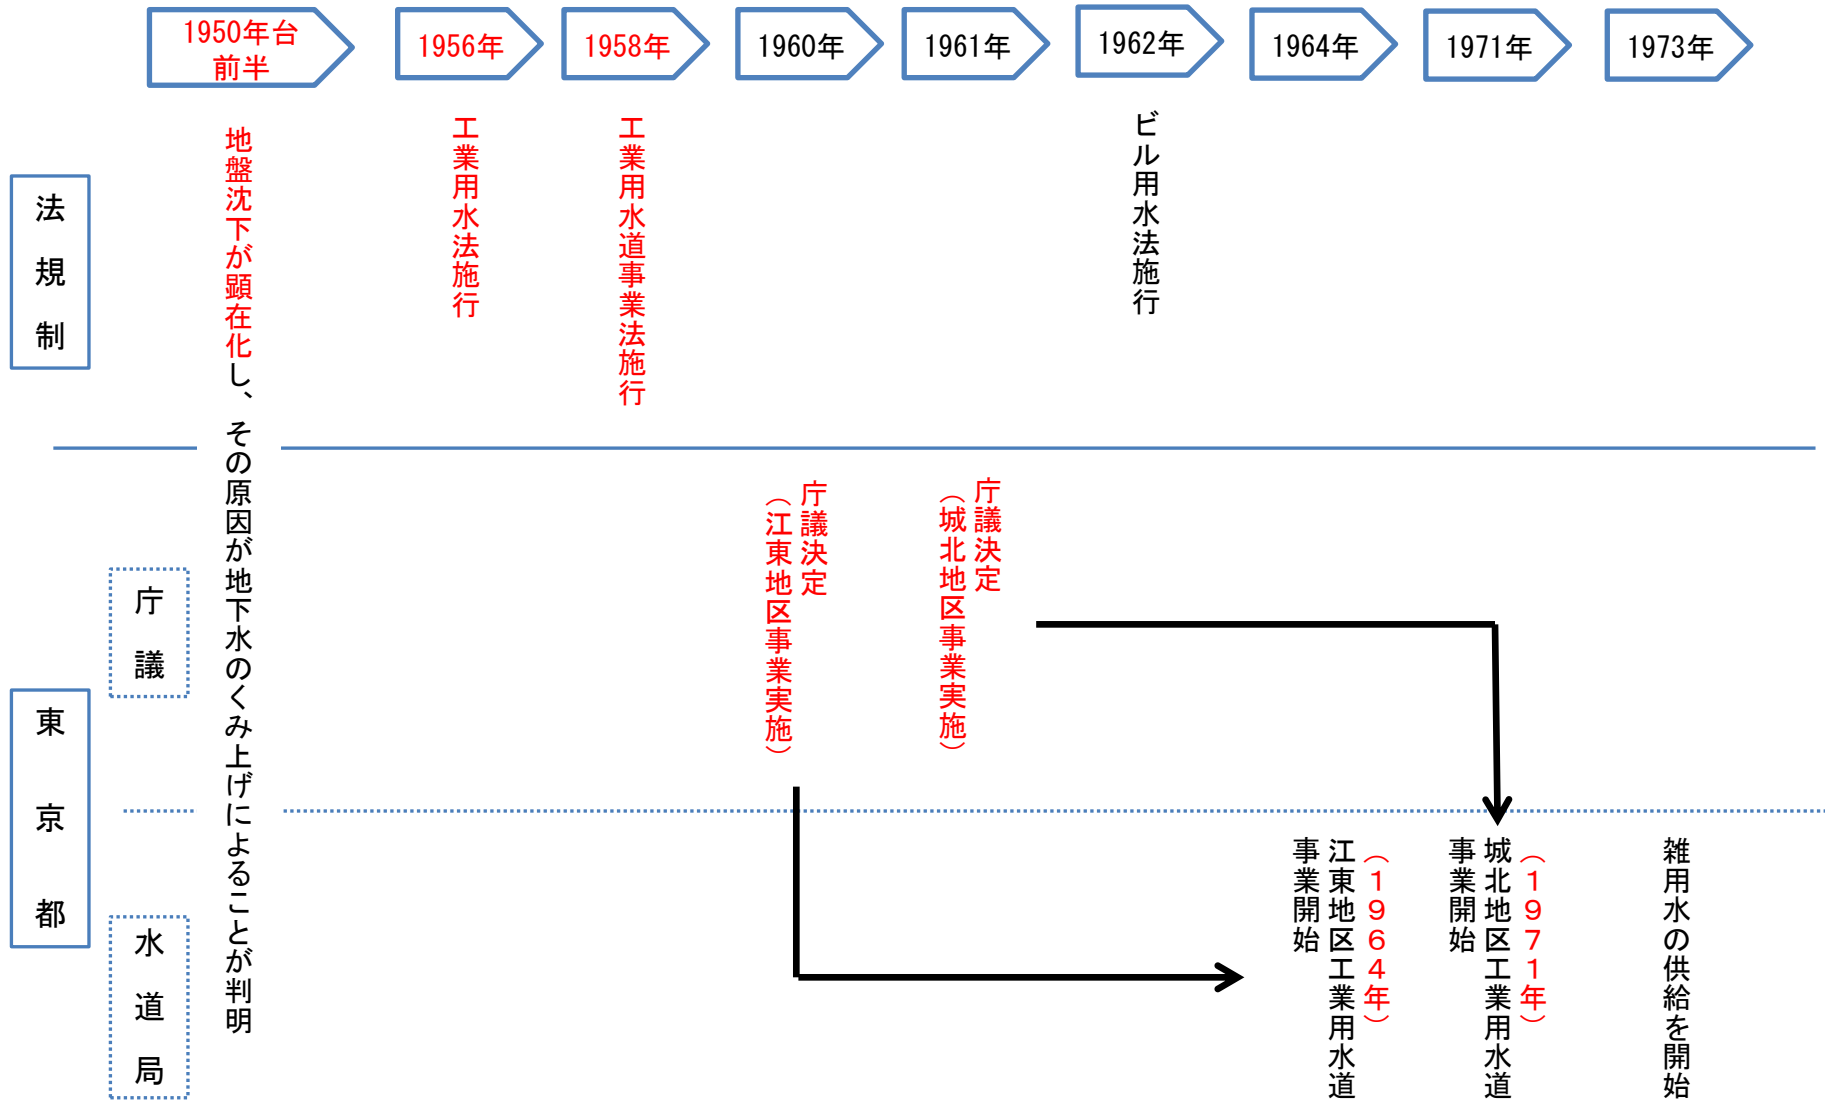 1950年台
前半
1956年
1958年
1960年
1961年
1962年
1964年
1971年
1973年
法規制
地盤沈下が顕在化し、その原因が地下水のくみ上げによることが判明
工業用水法施行
工業用水道事業法施行
ビル用水法施行
東京都
庁議
庁議決定
（江東地区事業実施）
庁議決定
（城北地区事業実施）
水道局
（１９６４年）
江東地区工業用水道
事業開始
（１９７１年）
城北地区工業用水道
事業開始
雑用水の供給を開始